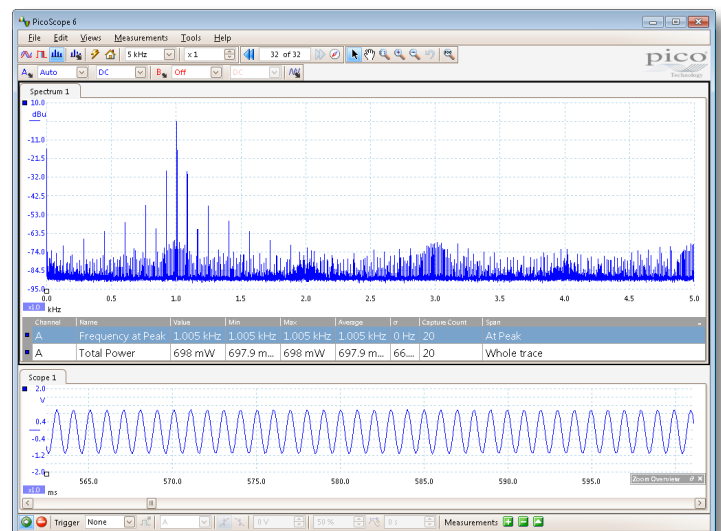 PicoScope 6
File Edit Views Measurements Tools Help
5 kHz x 1 32 of 32
pico
Technology
A Auto DC B Off DC
Spectrum 1
10.0
dBu
-11.0
-21.5
-32.0
-42.5
-53.0
-63.5
-74.0
-84.5
-95.0
0.0 0.5 1.0 1.5 2.0 2.5 3.0 3.5 4.0 4.5 5.0
x1.0 kHz
Channel Name Value Min Max Average σ Capture Count Span
A Frequency at Peak 1.005 kHz 1.005 kHz 1.005 kHz 1.005 kHz 0 Hz 20 At Peak
A Total Power 698 mW 697.9 m... 698 mW 697.9 m... 66.... 20 Whole trace
Scope 1
2.0
V
0.4
-0.4
-1.2
-2.0
565.0 570.0 575.0 580.0 585.0 590.0 595.0
Zoom Overview
x1.0 ms
Trigger None A 0 V 50 % 0 s Measurements